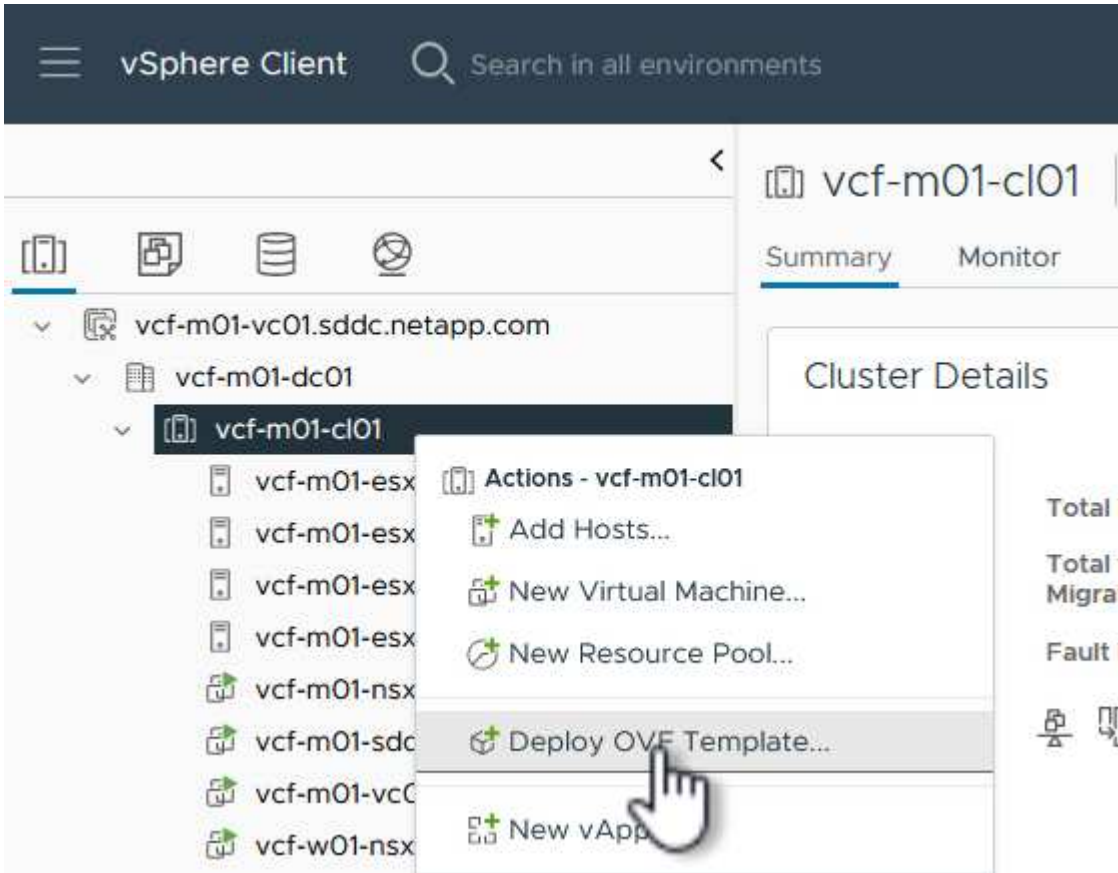 vSphere Client
Search in all environments
vcf-m01-cl01
Summary
Monitor
vcf-m01-vc01.sddc.netapp.com
vcf-m01-dc01
Cluster Details
vcf-m01-cl01
vcf-m01-esx
Actions - vcf-m01-cl01
Add Hosts...
Total
vcf-m01-esx
New Virtual Machine...
Total
Migra
vcf-m01-esx
vcf-m01-esx
New Resource Pool...
Fault
vcf-m01-nsx
vcf-m01-sdd
Deploy OVF Template...
vcf-m01-vc0
New vApp
vcf-w01-nsx